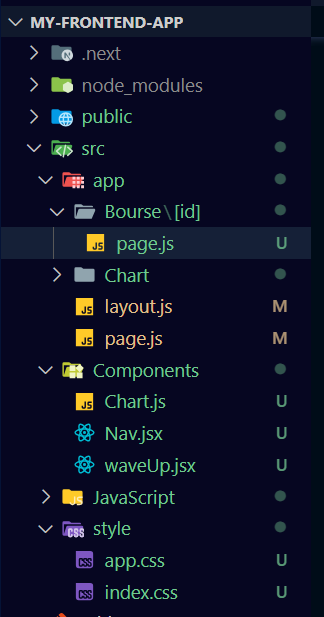 MY-FRONTEND-APP
.next
node_modules
public
src
app
Bourse\[id]
page.js U
Chart
layout.js M
page.js M
Components
Chart.js U
Nav.jsx U
waveUp.jsx U
JavaScript
style
app.css U
index.css U